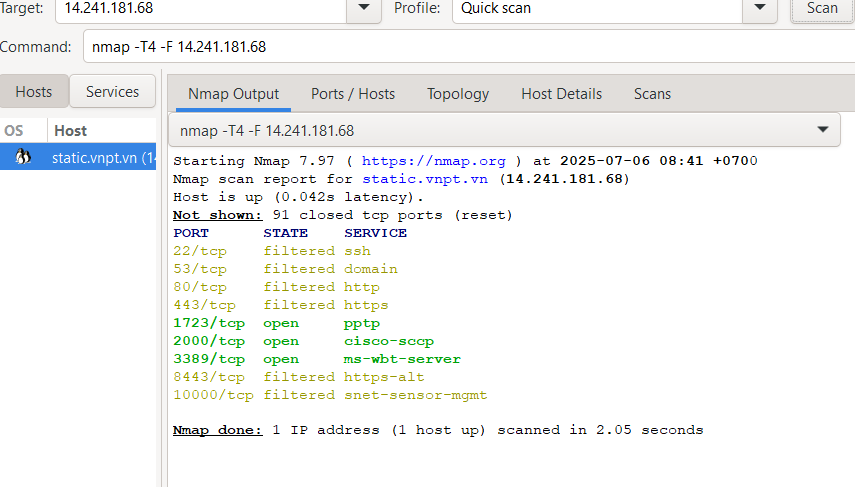 Target: 14.241.181.68 Profile: Quick scan Scan
Command: nmap -T4 -F 14.241.181.68
Hosts Services Nmap Output Ports / Hosts Topology Host Details Scans
OS Host
nmap -T4 -F 14.241.181.68
static.vnpt.vn (14
Starting Nmap 7.97 ( https://nmap.org ) at 2025-07-06 08:41 +0700
Nmap scan report for static.vnpt.vn (14.241.181.68)
Host is up (0.042s latency).
Not shown: 91 closed tcp ports (reset)
PORT STATE SERVICE
22/tcp filtered ssh
53/tcp filtered domain
80/tcp filtered http
443/tcp filtered https
1723/tcp open pptp
2000/tcp open cisco-sccp
3389/tcp open ms-wbt-server
8443/tcp filtered https-alt
10000/tcp filtered snet-sensor-mgmt
Nmap done: 1 IP address (1 host up) scanned in 2.05 seconds